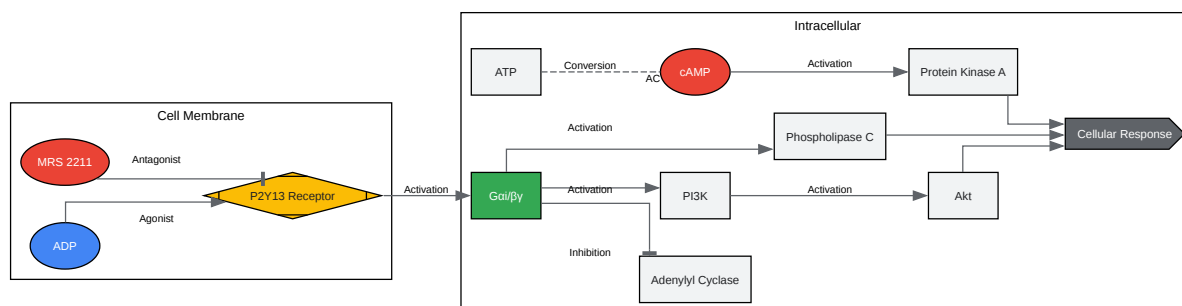 Intracellular
ATP
Conversion
AC
cAMP
Activation
Protein Kinase A
Cell Membrane
MRS 2211
Antagonist
P2Y13 Receptor
Agonist
ADP
Activation
Gαi/βγ
Activation
Phospholipase C
Cellular Response
Activation
PI3K
Activation
Akt
Inhibition
Adenylyl Cyclase